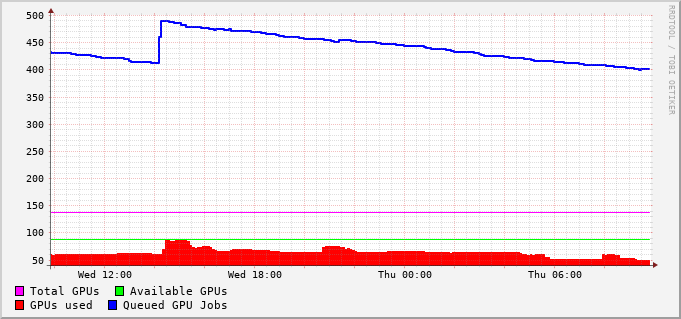 500
450
400
350
300
250
200
150
100
50
Wed 12:00 Wed 18:00 Thu 00:00 Thu 06:00
Total GPUs Available GPUs
GPUs used Queued GPU Jobs
RRDTOOL / TOBI OETIKER